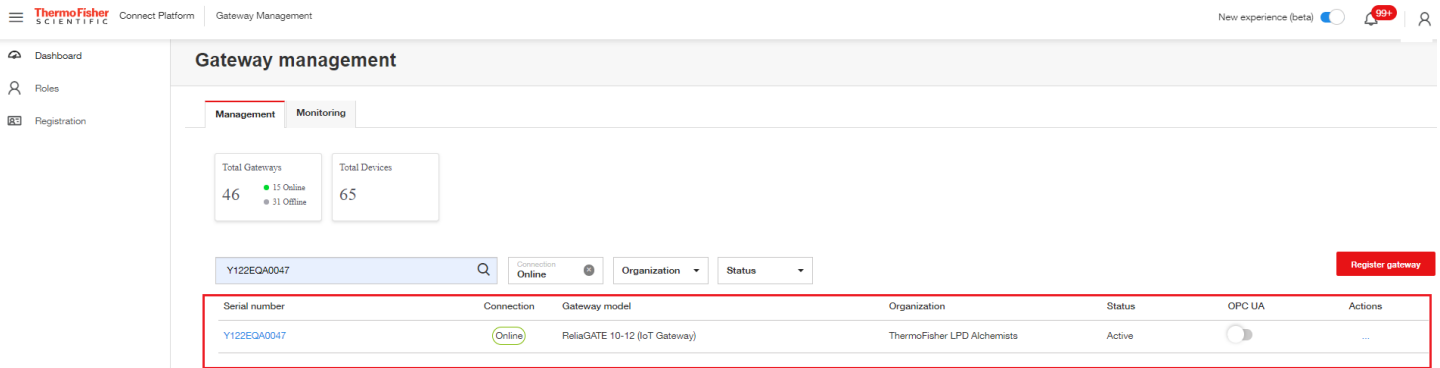 ThermoFisher
SCIENTIFIC
Connect Platform Gateway Management New experience (beta) 99+
Dashboard
Roles
Registration
Gateway management
Management Monitoring
Total Gateways Total Devices
46 15 Online 65
31 Offline
Y122EQA0047 Connection Online Organization Status Register gateway
Serial number Connection Gateway model Organization Status OPC UA Actions
Y122EQA0047 Online ReliaGATE 10-12 (IoT Gateway) ThermoFisher LPD Alchemists Active ...